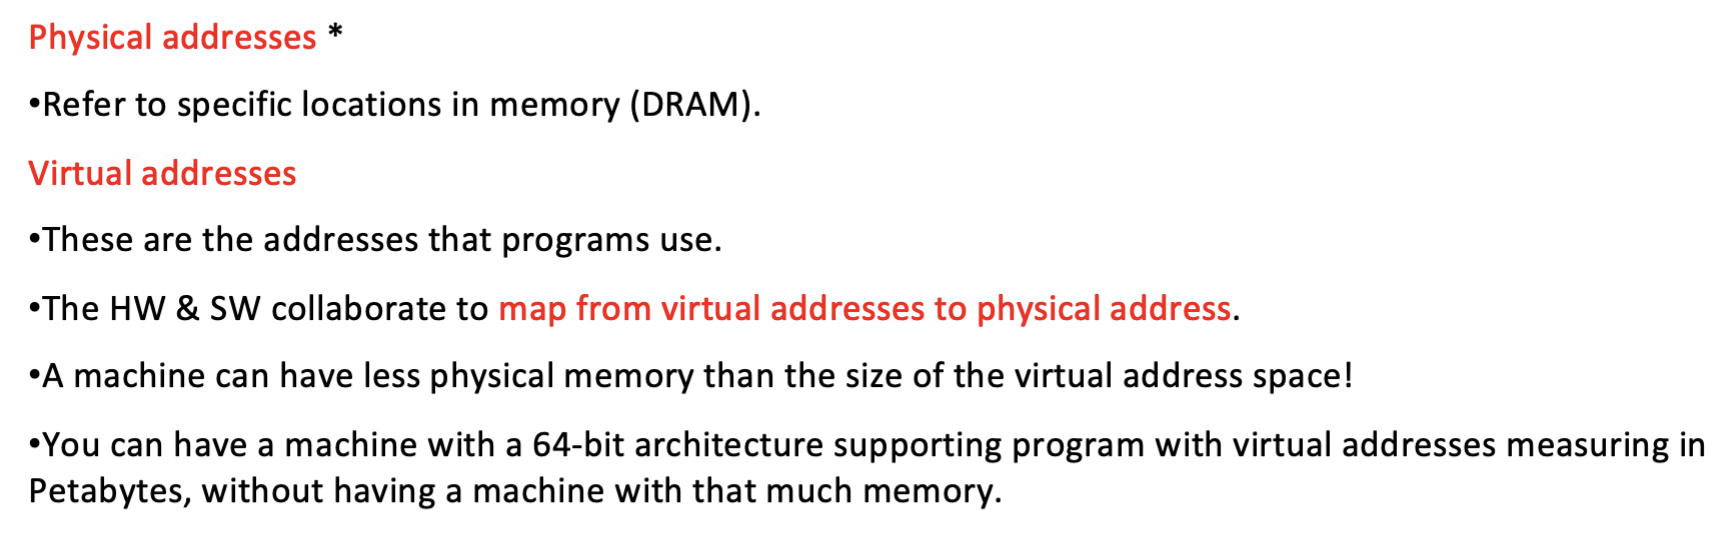 Physical addresses *
•Refer to specific locations in memory (DRAM).
Virtual addresses
•These are the addresses that programs use.
•The HW & SW collaborate to map from virtual addresses to physical address.
•A machine can have less physical memory than the size of the virtual address space!
•You can have a machine with a 64-bit architecture supporting program with virtual addresses measuring in
Petabytes, without having a machine with that much memory.